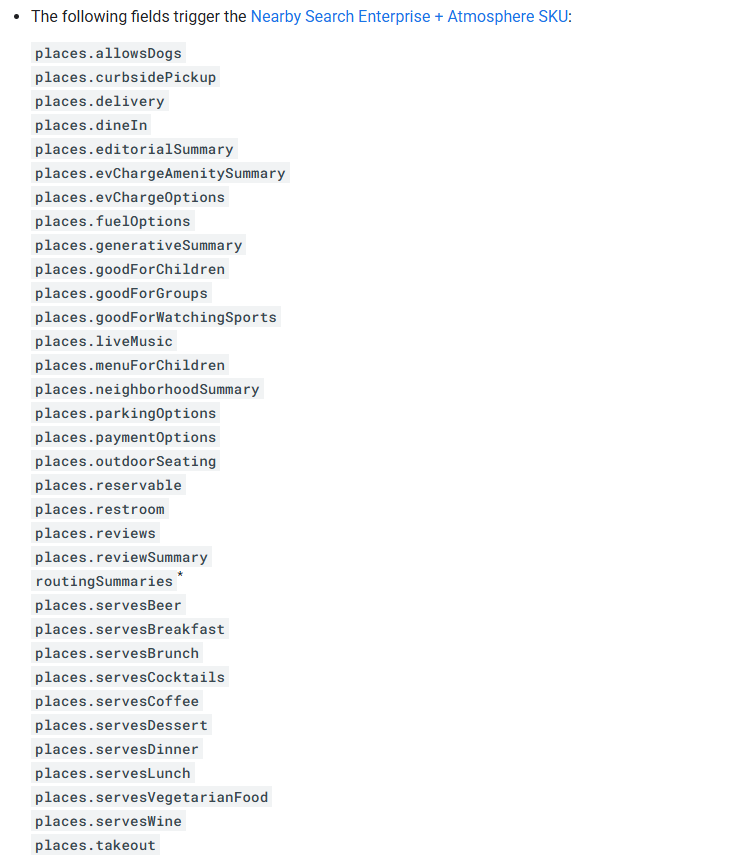 The following fields trigger the Nearby Search Enterprise + Atmosphere SKU:
places.allowsDogs
places.curbsidePickup
places.delivery
places.dineIn
places.editorialSummary
places.evChargeAmenitySummary
places.evChargeOptions
places.fuelOptions
places.generativeSummary
places.goodForChildren
places.goodForGroups
places.goodForWatchingSports
places.liveMusic
places.menuForChildren
places.neighborhoodSummary
places.parkingOptions
places.paymentOptions
places.outdoorSeating
places.reservable
places.restroom
places.reviews
places.reviewSummary
routingSummaries*
places.servesBeer
places.servesBreakfast
places.servesBrunch
places.servesCocktails
places.servesCoffee
places.servesDessert
places.servesDinner
places.servesLunch
places.servesVegetarianFood
places.servesWine
places.takeout